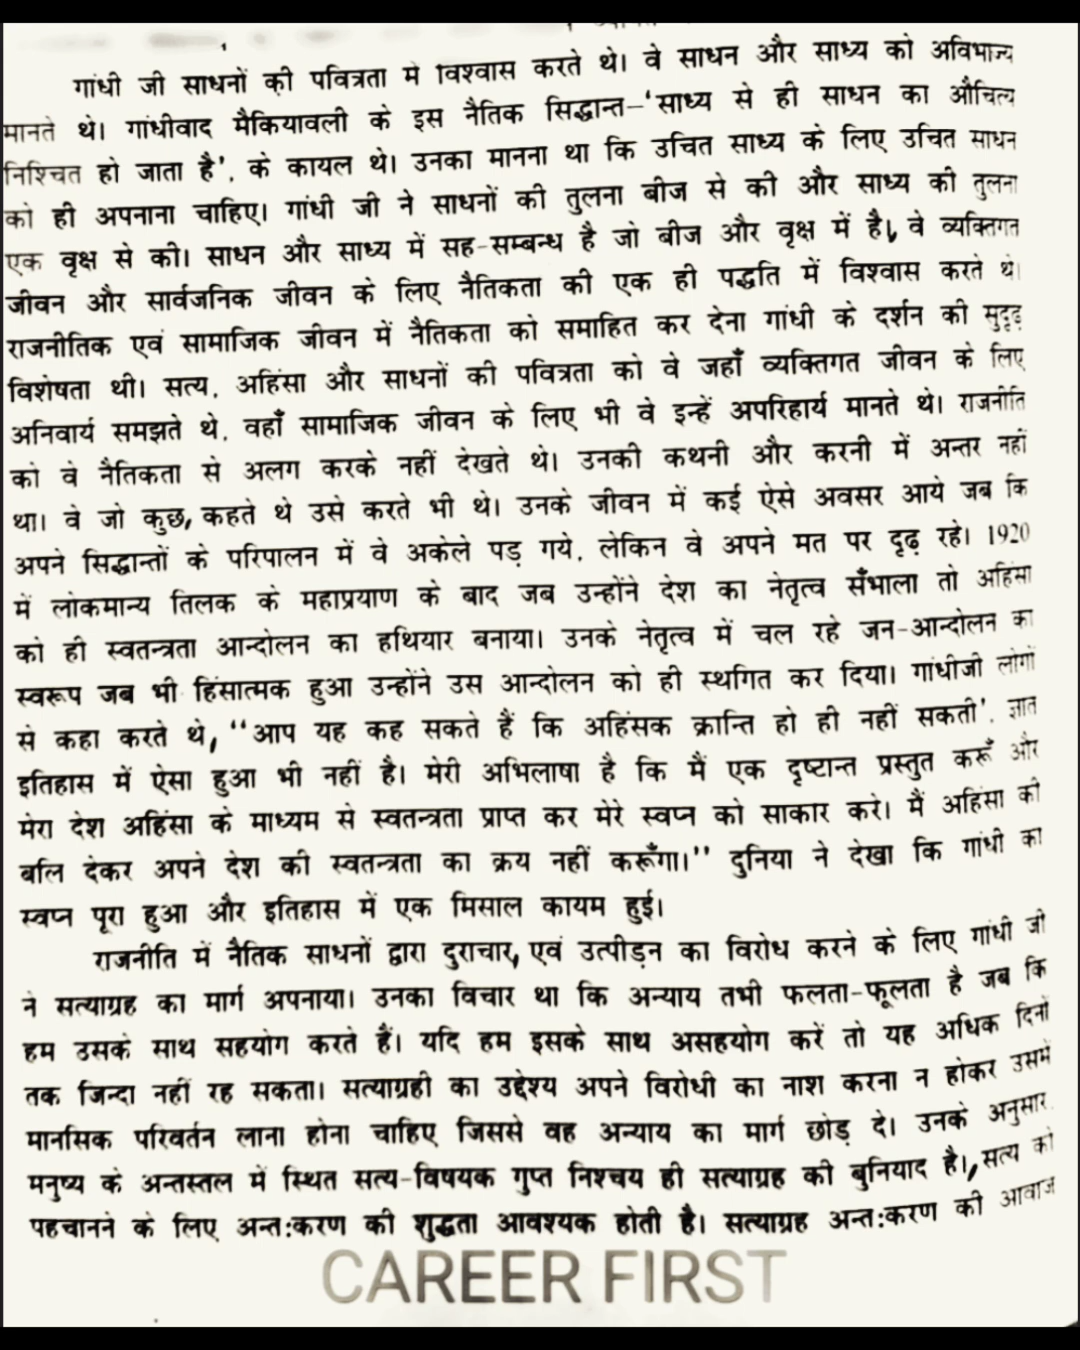 गांधी जी साधनों की पवित्रता में विश्वास करते थे। वे साधन और साध्य को अविभाज्य
मानते थे। गांधीवाद मैकियावली के इस नैतिक सिद्धान्त–'साध्य से ही साधन का औचित्य
निश्चित हो जाता है', के कायल थे। उनका मानना था कि उचित साध्य के लिए उचित साधन
को ही अपनाना चाहिए। गांधी जी ने साधनों की तुलना बीज से की और साध्य की तुलना
एक वृक्ष से की। साधन और साध्य में सह-सम्बन्ध है जो बीज और वृक्ष में है। वे व्यक्तिगत
जीवन और सार्वजनिक जीवन के लिए नैतिकता की एक ही पद्धति में विश्वास करते थे।
राजनीतिक एवं सामाजिक जीवन में नैतिकता को समाहित कर देना गांधी के दर्शन की सुदृढ़
विशेषता थी। सत्य, अहिंसा और साधनों की पवित्रता को वे जहाँ व्यक्तिगत जीवन के लिए
अनिवार्य समझते थे, वहाँ सामाजिक जीवन के लिए भी वे इन्हें अपरिहार्य मानते थे। राजनीति
को वे नैतिकता से अलग करके नहीं देखते थे। उनकी कथनी और करनी में अन्तर नहीं
था। वे जो कुछ, कहते थे उसे करते भी थे। उनके जीवन में कई ऐसे अवसर आये जब कि
अपने सिद्धान्तों के परिपालन में वे अकेले पड़ गये, लेकिन वे अपने मत पर दृढ़ रहे। 1920
में लोकमान्य तिलक के महाप्रयाण के बाद जब उन्होंने देश का नेतृत्व सँभाला तो अहिंसा
को ही स्वतन्त्रता आन्दोलन का हथियार बनाया। उनके नेतृत्व में चल रहे जन-आन्दोलन का
स्वरूप जब भी हिंसात्मक हुआ उन्होंने उस आन्दोलन को ही स्थगित कर दिया। गांधीजी लोगों
से कहा करते थे, "आप यह कह सकते हैं कि अहिंसक क्रान्ति हो ही नहीं सकती', ज्ञात
इतिहास में ऐसा हुआ भी नहीं है। मेरी अभिलाषा है कि मैं एक दृष्टान्त प्रस्तुत करूँ और
मेरा देश अहिंसा के माध्यम से स्वतन्त्रता प्राप्त कर मेरे स्वप्न को साकार करे। मैं अहिंसा की
बलि देकर अपने देश की स्वतन्त्रता का क्रय नहीं करूँगा।" दुनिया ने देखा कि गांधी का
स्वप्न पूरा हुआ और इतिहास में एक मिसाल कायम हुई।
राजनीति में नैतिक साधनों द्वारा दुराचार, एवं उत्पीड़न का विरोध करने के लिए गांधी जी
ने सत्याग्रह का मार्ग अपनाया। उनका विचार था कि अन्याय तभी फलता-फूलता है जब कि
हम उसके साथ सहयोग करते हैं। यदि हम इसके साथ असहयोग करें तो यह अधिक दिनों
तक जिन्दा नहीं रह सकता। सत्याग्रही का उद्देश्य अपने विरोधी का नाश करना न होकर उसमें
मानसिक परिवर्तन लाना होना चाहिए जिससे वह अन्याय का मार्ग छोड़ दे। उनके अनुसार,
मनुष्य के अन्तस्तल में स्थित सत्य-विषयक गुप्त निश्चय ही सत्याग्रह की बुनियाद है।, सत्य को
पहचानने के लिए अन्त:करण की शुद्धता आवश्यक होती है। सत्याग्रह अन्त:करण की आवाज
CAREER FIRST